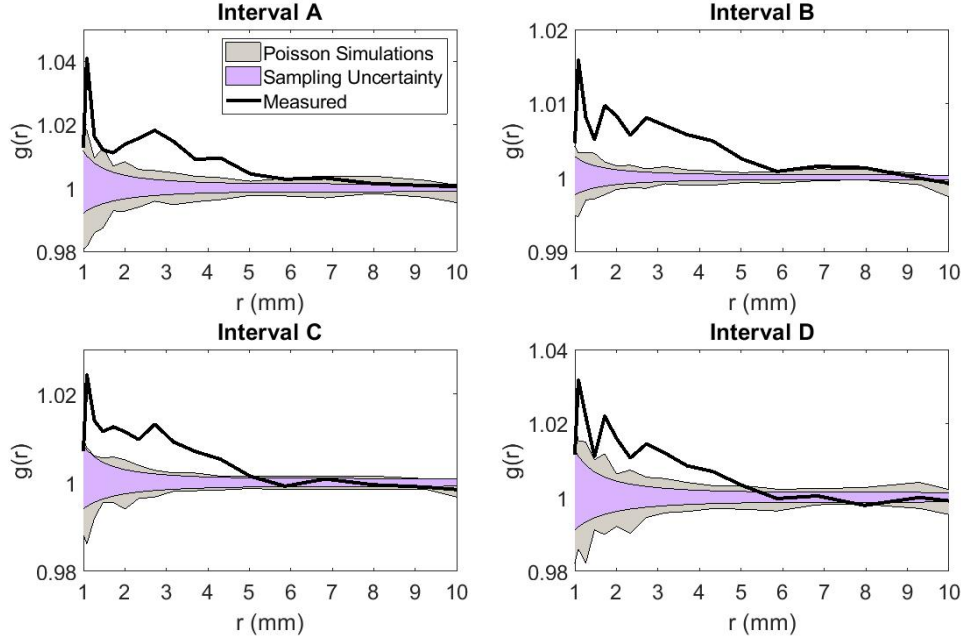 Interval A
1.04
1.02
1
0.98
g(r)
1 2 3 4 5 6 7 8 9 10
r (mm)
Poisson Simulations
Sampling Uncertainty
Measured
Interval B
1.02
1.01
1
0.99
g(r)
1 2 3 4 5 6 7 8 9 10
r (mm)
Interval C
1.02
1
0.98
g(r)
1 2 3 4 5 6 7 8 9 10
r (mm)
Interval D
1.04
1.02
1
0.98
g(r)
1 2 3 4 5 6 7 8 9 10
r (mm)